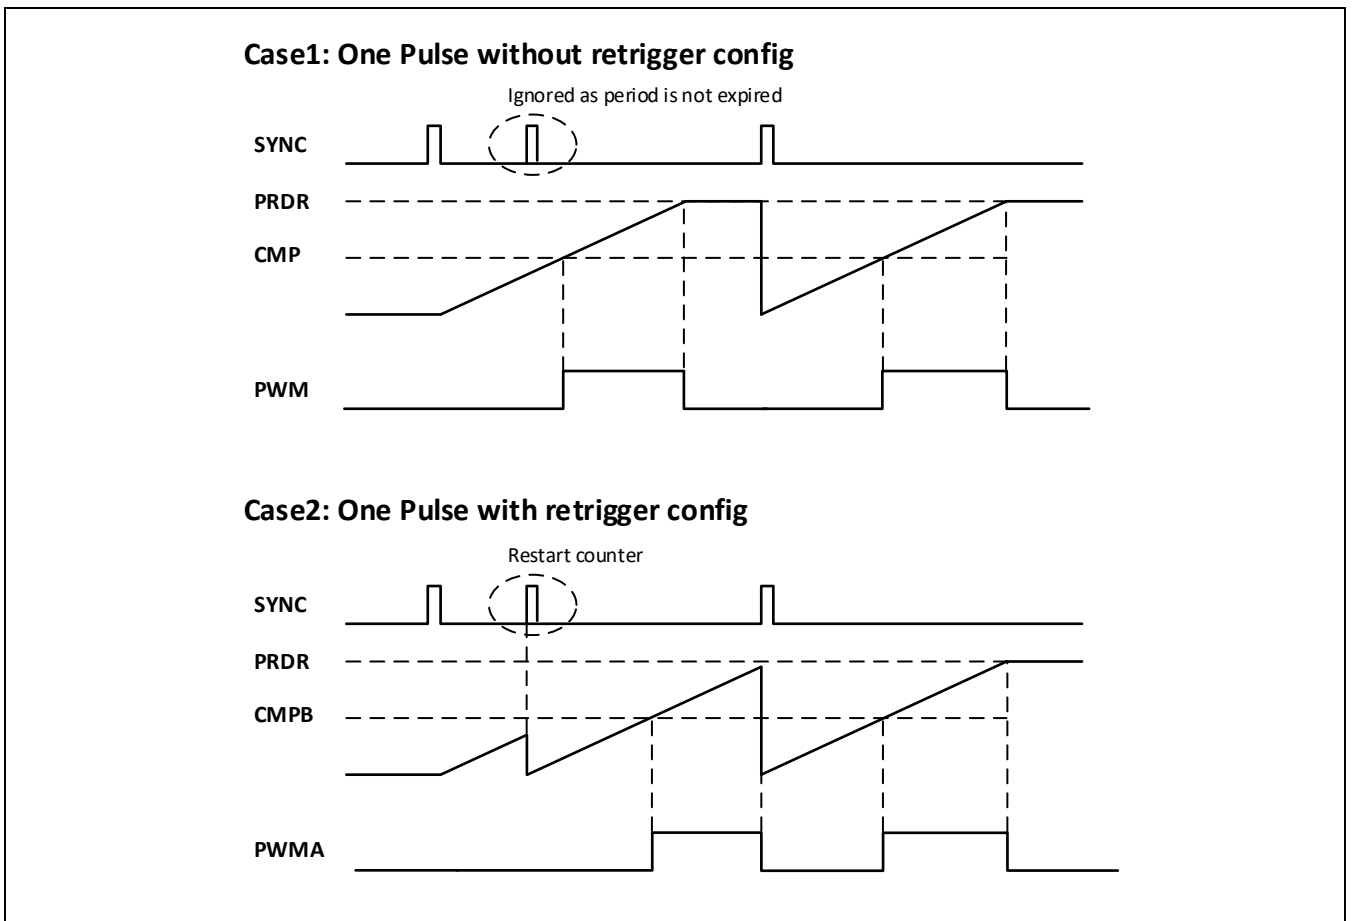 Case1: One Pulse without retrigger config
Ignored as period is not expired
SYNC
PRDR
CMP
PWM
Case2: One Pulse with retrigger config
Restart counter
SYNC
PRDR
CMPB
PWMA